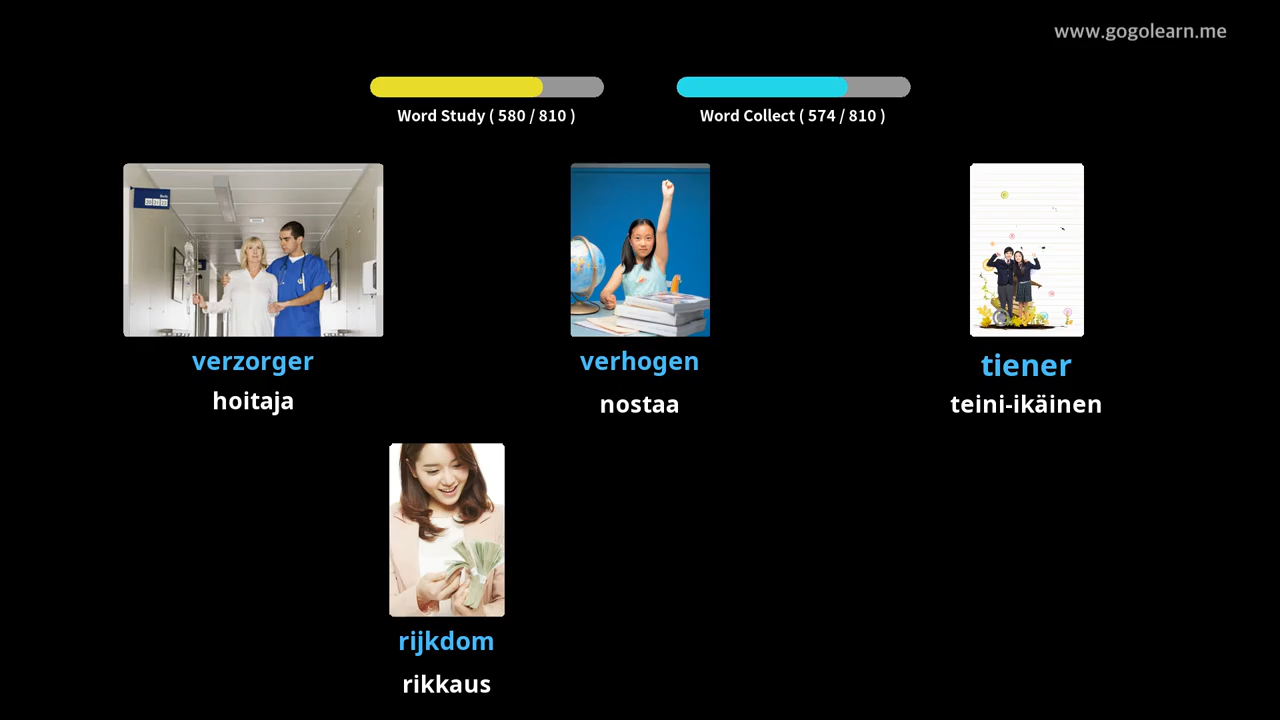 www.gogolearn.me
Word Study ( 580 / 810 )
Word Collect ( 574 / 810 )
verzorger
hoitaja
verhogen
nostaa
tiener
teini-ikäinen
rijkdom
rikkaus